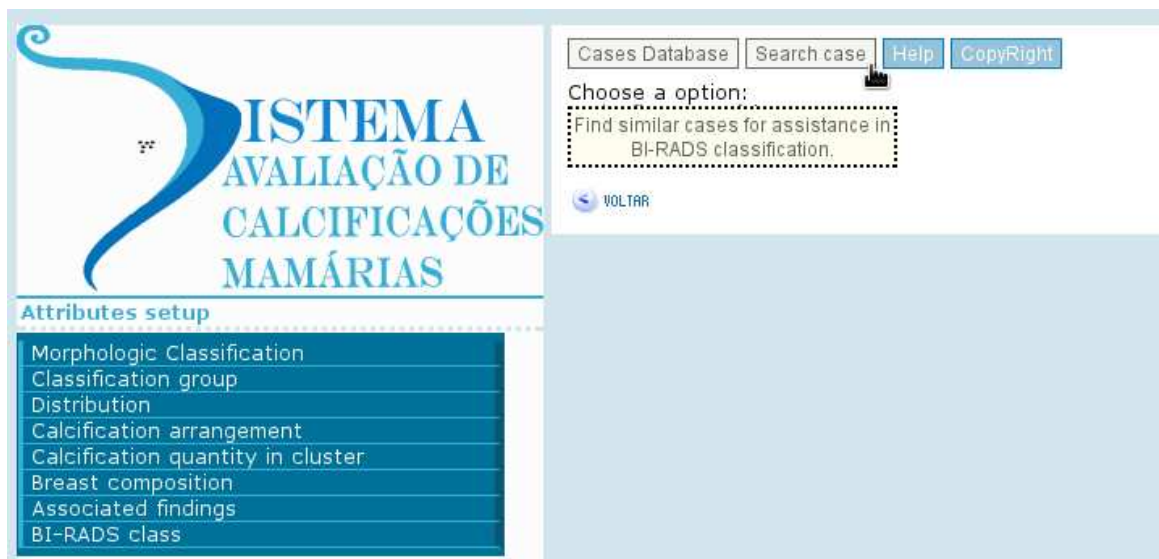 ISTEMA
AVALIAÇÃO DE
CALCIFICAÇÕES
MAMÁRIAS
Attributes setup
Morphologic Classification
Classification group
Distribution
Calcification arrangement
Calcification quantity in cluster
Breast composition
Associated findings
BI-RADS class
Cases Database Search case Help CopyRight
Choose a option:
Find similar cases for assistance in
BI-RADS classification.
VOLTAR